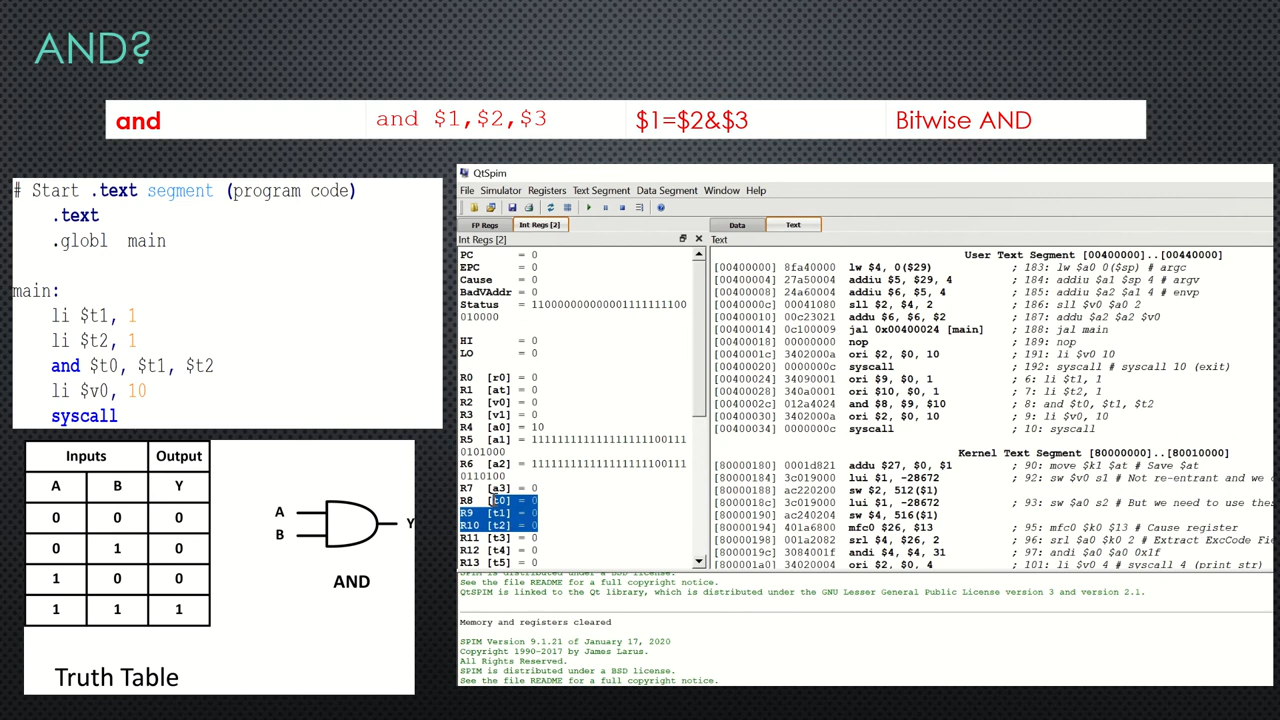 AND?
and and $1,$2,$3 $1=$2&$3 Bitwise AND
# Start .text segment (program code)
.text
.globl main
main:
li $t1, 1
li $t2, 1
and $t0, $t1, $t2
li $v0, 10
syscall
Inputs Output
A B Y
0 0 0
0 1 0
1 0 0
1 1 1
A
B
Y
AND
Truth Table
QtSpim
File Simulator Registers Text Segment Data Segment Window Help
FP Regs Int Regs [2]
Int Regs [2]
PC = 0
EPC = 0
Cause = 0
BadVAddr = 0
Status = 11000000000001111111100
010000
HI = 0
LO = 0
R0 [r0] = 0
R1 [at] = 0
R2 [v0] = 0
R3 [v1] = 0
R4 [a0] = 10
R5 [a1] = 1111111111111111111100111
0101000
R6 [a2] = 1111111111111111111100111
0110100
R7 [a3] = 0
R8 [t0] = 0
R9 [t1] = 0
R10 [t2] = 0
R11 [t3] = 0
R12 [t4] = 0
R13 [t5] = 0
Data Text
Text
User Text Segment [00400000]..[00440000]
[00400000] 8fa40000 lw $4, 0($29) ; 183: lw $a0 0($sp) # argc
[00400004] 27a50004 addiu $5, $29, 4 ; 184: addiu $a1 $sp 4 # argv
[00400008] 24a60004 addiu $6, $5, 4 ; 185: addiu $a2 $a1 4 # envp
[0040000c] 00041080 sll $2, $4, 2 ; 186: sll $v0 $a0 2
[00400010] 00c23021 addu $6, $6, $2 ; 187: addu $a2 $a2 $v0
[00400014] 0c100009 jal 0x00400024 [main] ; 188: jal main
[00400018] 00000000 nop ; 189: nop
[0040001c] 3402000a ori $2, $0, 10 ; 191: li $v0 10
[00400020] 0000000c syscall ; 192: syscall # syscall 10 (exit)
[00400024] 34090001 ori $9, $0, 1 ; 6: li $t1, 1
[00400028] 340a0001 ori $10, $0, 1 ; 7: li $t2, 1
[0040002c] 012a4024 and $8, $9, $10 ; 8: and $t0, $t1, $t2
[00400030] 3402000a ori $2, $0, 10 ; 9: li $v0, 10
[00400034] 0000000c syscall ; 10: syscall
Kernel Text Segment [80000000]..[80010000]
[80000180] 0001d821 addu $27, $0, $1 ; 90: move $k1 $at # Save $at
[80000184] 3c019000 lui $1, -28672 ; 92: sw $v0 s1 # Not re-entrant and we c
[80000188] ac220200 sw $2, 512($1)
[8000018c] 3c019000 lui $1, -28672 ; 93: sw $a0 s2 # But we need to use these
[80000190] ac240204 sw $4, 516($1)
[80000194] 401a6800 mfc0 $26, $13 ; 95: mfc0 $k0 $13 # Cause register
[80000198] 001a2082 srl $4, $26, 2 ; 96: srl $a0 $k0 2 # Extract ExcCode Fie
[8000019c] 3084001f andi $4, $4, 31 ; 97: andi $a0 $a0 0x1f
[800001a0] 34020004 ori $2, $0, 4 ; 101: li $v0 4 # syscall 4 (print str)
SPIM is distributed under a BSD license.
See the file README for a full copyright notice.
QtSPIM is linked to the Qt library, which is distributed under the GNU Lesser General Public License version 3 and version 2.1.
Memory and registers cleared
SPIM Version 9.1.21 of January 17, 2020
Copyright 1990-2017 by James Larus.
All Rights Reserved.
SPIM is distributed under a BSD license.
See the file README for a full copyright notice.